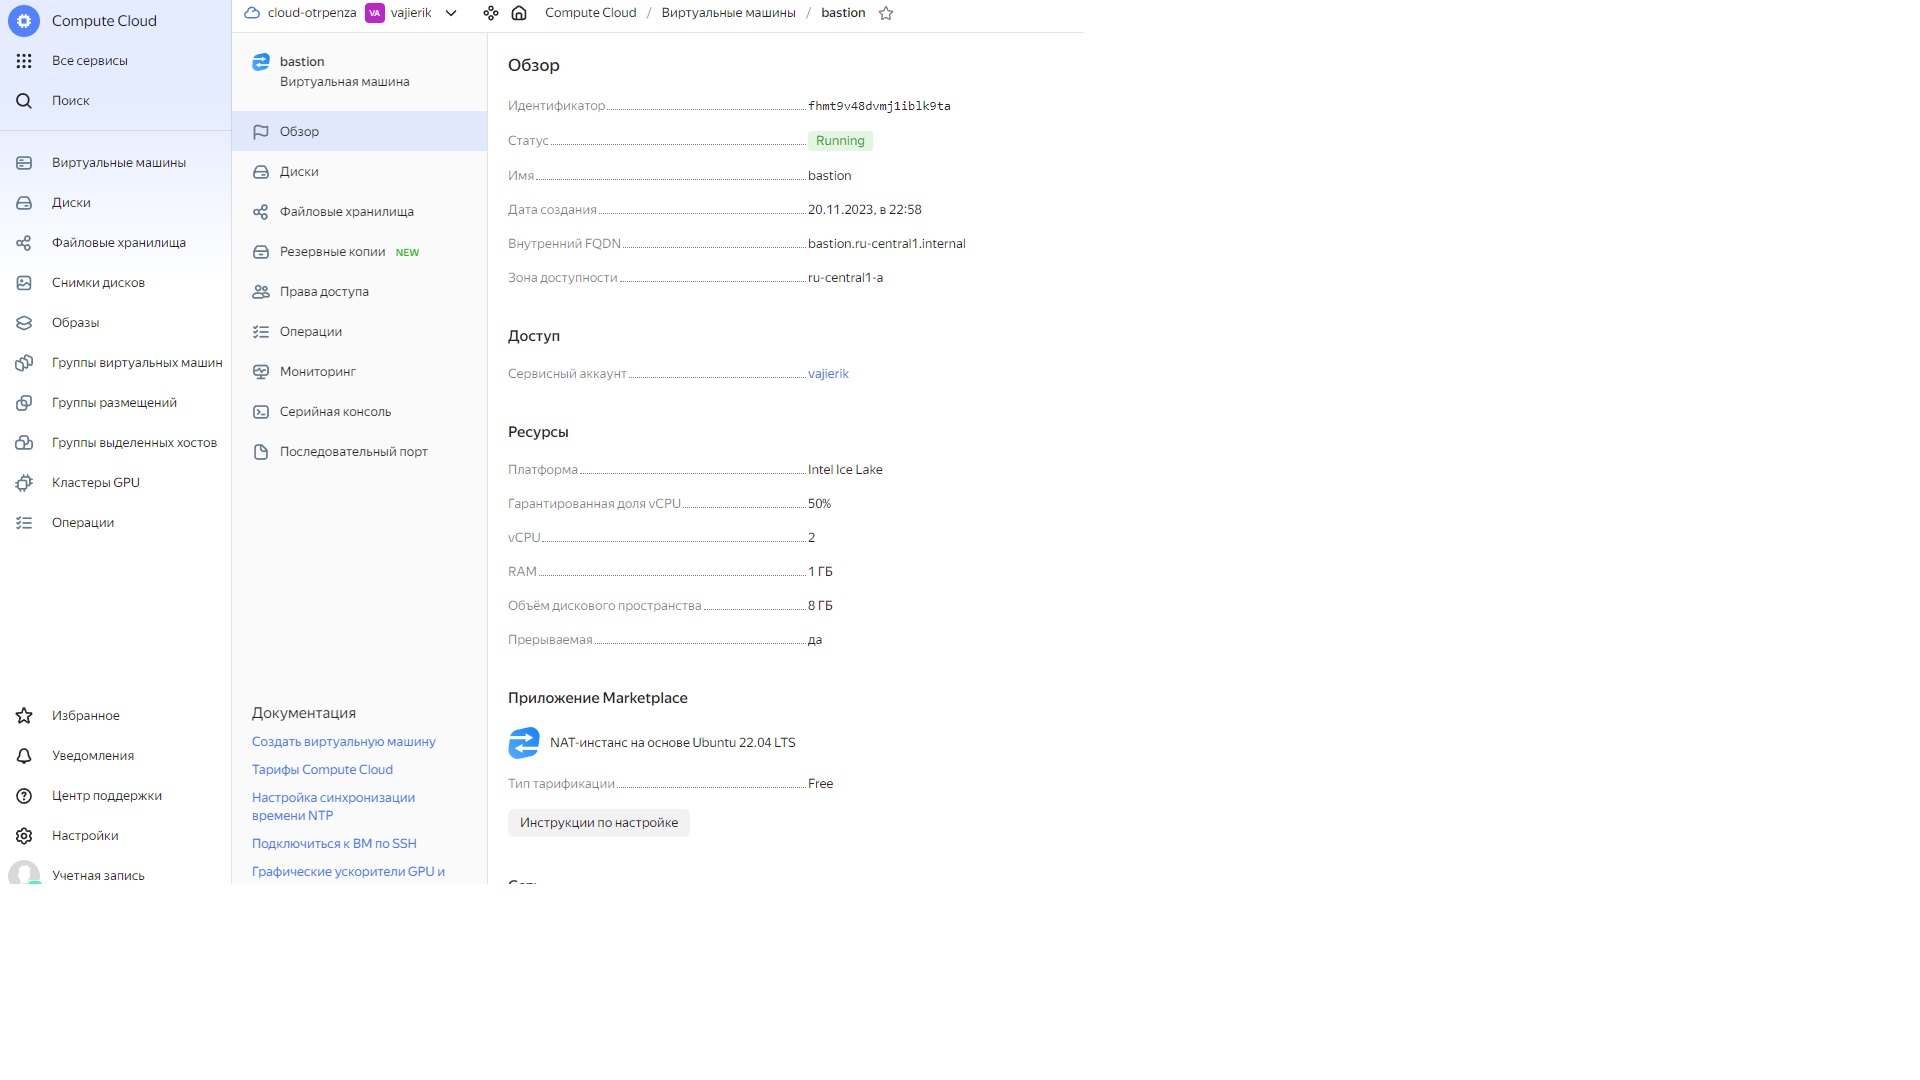 Compute Cloud
Все сервисы
Поиск
Виртуальные машины
Диски
Файловые хранилища
Снимки дисков
Образы
Группы виртуальных машин
Группы размещений
Группы выделенных хостов
Кластеры GPU
Операции
Избранное
Уведомления
Центр поддержки
Настройки
Учетная запись
cloud-otrpenza VA vajierik Compute Cloud / Виртуальные машины / bastion
bastion
Виртуальная машина
Обзор
Диски
Файловые хранилища
Резервные копии NEW
Права доступа
Операции
Мониторинг
Серийная консоль
Последовательный порт
Документация
Создать виртуальную машину
Тарифы Compute Cloud
Настройка синхронизации
времени NTP
Подключиться к ВМ по SSH
Графические ускорители GPU и
Обзор
Идентификатор fhmt9v48dvmj1iblk9ta
Статус Running
Имя bastion
Дата создания 20.11.2023, в 22:58
Внутренний FQDN bastion.ru-central1.internal
Зона доступности ru-central1-a
Доступ
Сервисный аккаунт vajierik
Ресурсы
Платформа Intel Ice Lake
Гарантированная доля vCPU 50%
vCPU 2
RAM 1 ГБ
Объём дискового пространства 8 ГБ
Прерываемая да
Приложение Marketplace
NAT-инстанс на основе Ubuntu 22.04 LTS
Тип тарификации Free
Инструкции по настройке